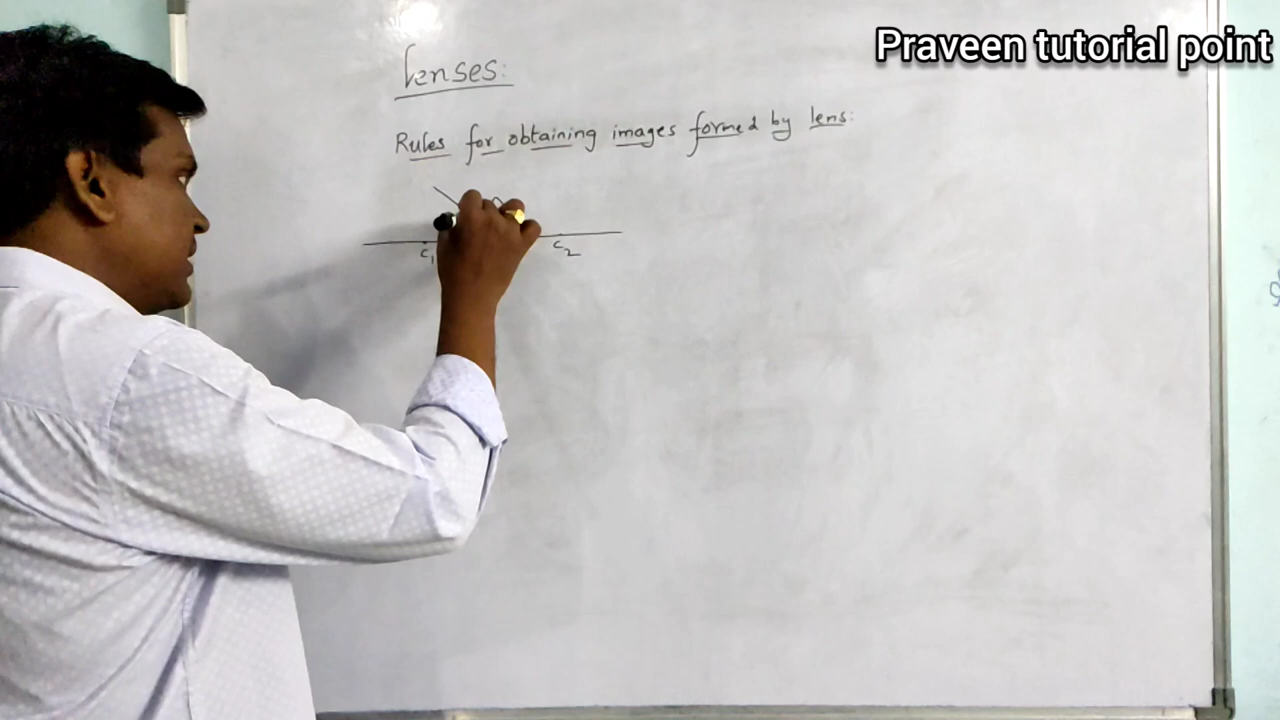 Praveen tutorial point
Lenses:
Rules for obtaining images formed by lens:
C1 C2